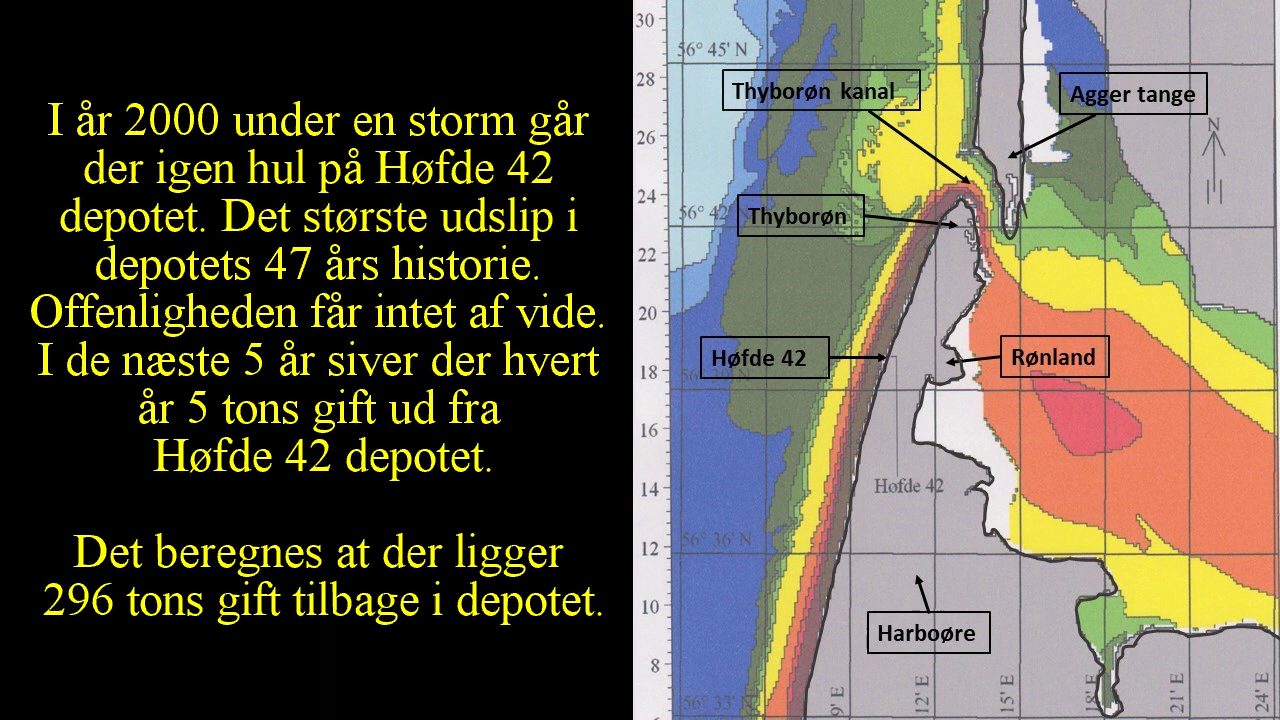 I år 2000 under en storm går
der igen hul på Høfde 42
depotet. Det største udslip i
depotets 47 års historie.
Offenligheden får intet af vide.
I de næste 5 år siver der hvert
år 5 tons gift ud fra
Høfde 42 depotet.
Det beregnes at der ligger
296 tons gift tilbage i depotet.
30
56° 45' N
28
Thyborøn kanal
Agger tange
26
N
24
56° 42'
Thyborøn
22
20
Høfde 42
Rønland
18
56° 39' N
16
14
Høfde 42
12
56° 36' N
10
Harboøre
8
56° 33' N
9' E
12' E
15' E
18' E
21' E
24' E